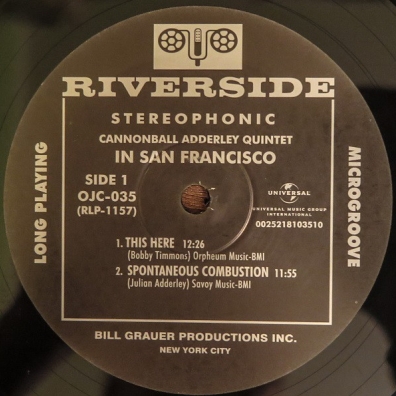 RIVERSIDE
STEREOPHONIC
CANNONBALL ADDERLEY QUINTET
IN SAN FRANCISCO
LONG PLAYING
MICROGROOVE
SIDE 1
OJC-035
(RLP-1157)
UNIVERSAL
UNIVERSAL MUSIC GROUP
INTERNATIONAL
0025218103510
1. THIS HERE 12:26
(Bobby Timmons) Orpheum Music-BMI
2. SPONTANEOUS COMBUSTION 11:55
(Julian Adderley) Savoy Music-BMI
BILL GRAUER PRODUCTIONS INC.
NEW YORK CITY